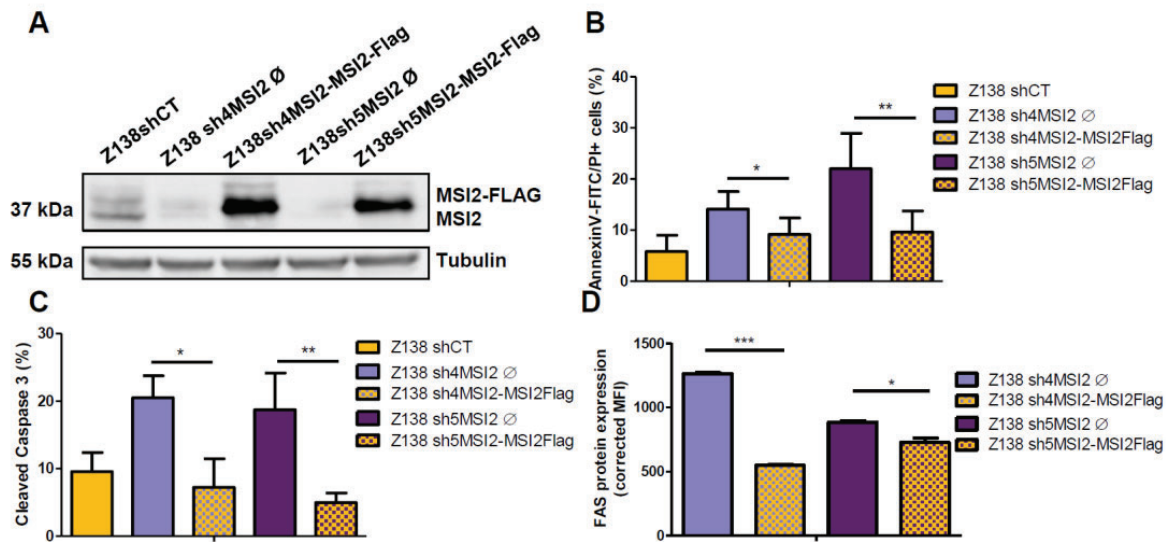 A
Z138shCT
Z138 sh4MSI2 Ø
Z138sh4MSI2-MSI2-Flag
Z138sh5MSI2 Ø
Z138sh5MSI2-MSI2-Flag
37 kDa
MSI2-FLAG
MSI2
55 kDa
Tubulin
B
AnnexinV-FITC/PI+ cells (%)
40
30
20
10
0
*
**
Z138 shCT
Z138 sh4MSI2 ∅
Z138 sh4MSI2-MSI2Flag
Z138 sh5MSI2 ∅
Z138 sh5MSI2-MSI2Flag
C
Cleaved Caspase 3 (%)
30
20
10
0
*
**
Z138 shCT
Z138 sh4MSI2 ∅
Z138 sh4MSI2-MSI2Flag
Z138 sh5MSI2 ∅
Z138 sh5MSI2-MSI2Flag
D
FAS protein expression
(corrected MFI)
1500
1000
500
0
***
*
Z138 sh4MSI2 ∅
Z138 sh4MSI2-MSI2Flag
Z138 sh5MSI2 ∅
Z138 sh5MSI2-MSI2Flag